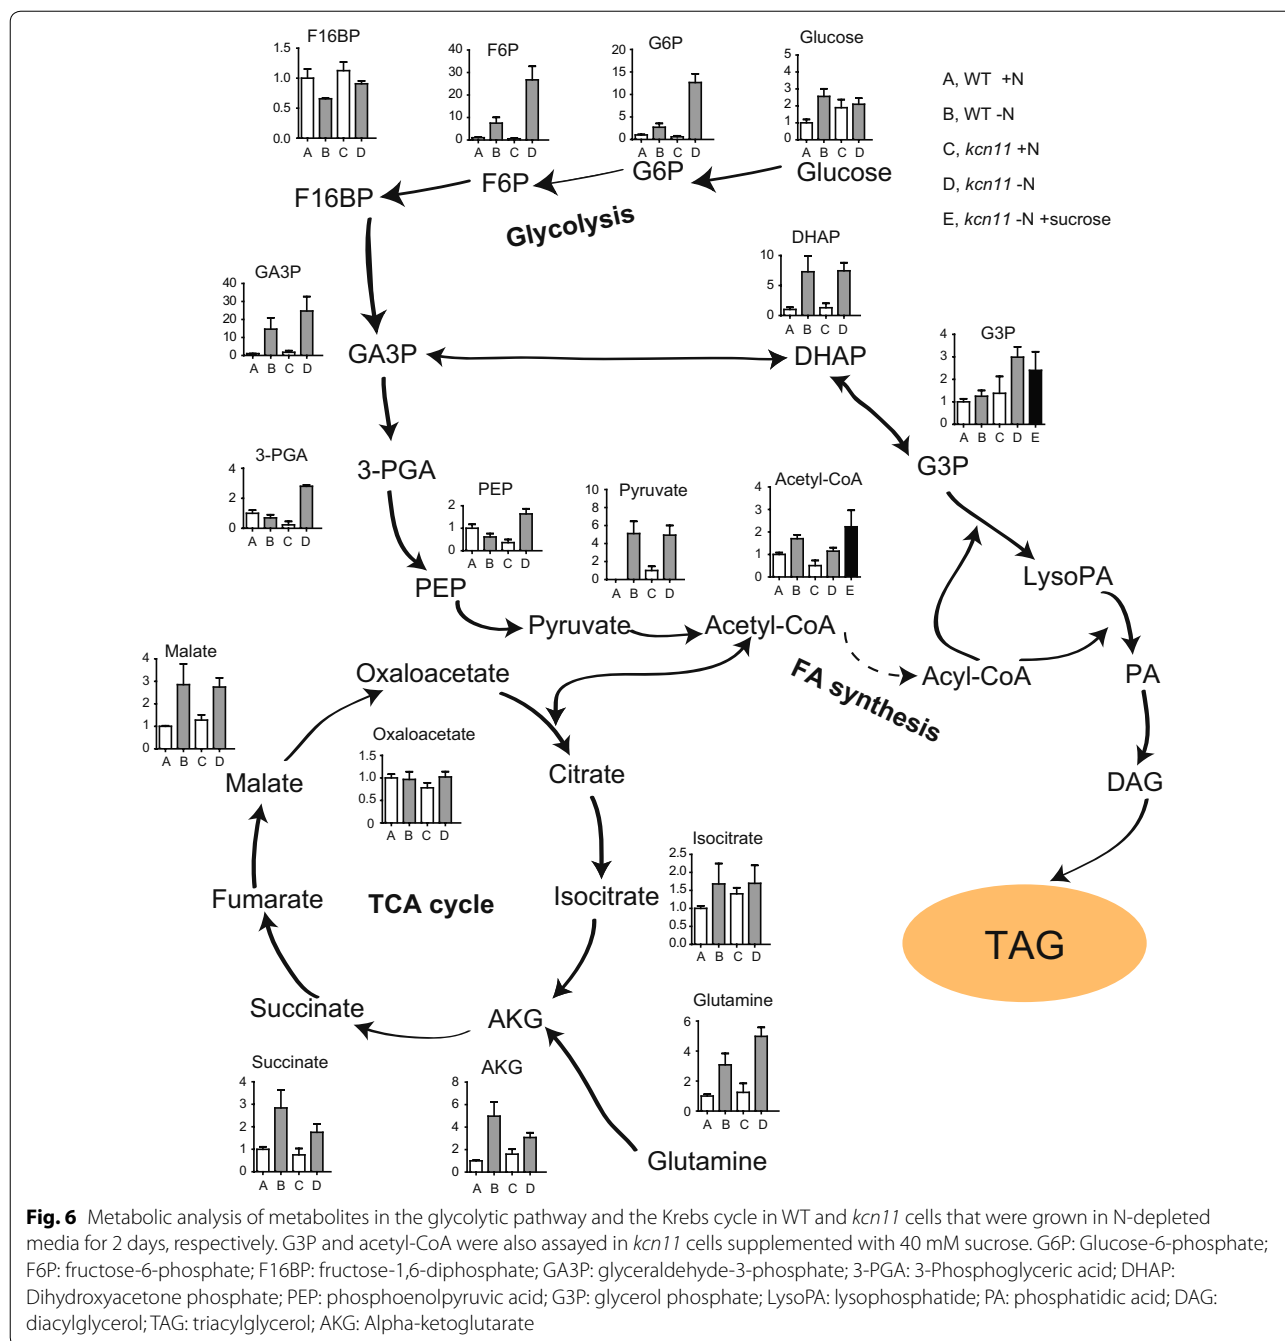 F16BP
1.5
1.0
0.5
0.0
A B C D
F6P
40
30
20
10
0
A B C D
G6P
20
15
10
5
0
A B C D
Glucose
5
4
3
2
1
0
A B C D
A, WT +N
B, WT -N
C, kcn11 +N
D, kcn11 -N
E, kcn11 -N +sucrose
F16BP
F6P
G6P
Glucose
Glycolysis
GA3P
40
30
20
10
0
A B C D
DHAP
10
5
0
A B C D
G3P
4
3
2
1
0
A B C D E
GA3P
DHAP
3-PGA
4
2
0
A B C D
3-PGA
PEP
2
1
0
A B C D
Pyruvate
10
8
6
4
2
0
A B C D
Acetyl-CoA
4
3
2
1
0
A B C D E
G3P
PEP
LysoPA
Pyruvate
Acetyl-CoA
FA synthesis
Acyl-CoA
PA
Malate
4
3
2
1
0
A B C D
Oxaloacetate
Oxaloacetate
1.5
1.0
0.5
0
A B C D
Malate
Citrate
DAG
Isocitrate
2.5
2.0
1.5
1.0
0.5
0.0
A B C D
Fumarate
TCA cycle
Isocitrate
TAG
Succinate
AKG
Glutamine
6
4
2
0
A B C D
Succinate
4
3
2
1
0
A B C D
AKG
8
6
4
2
0
A B C D
Glutamine
Fig. 6 Metabolic analysis of metabolites in the glycolytic pathway and the Krebs cycle in WT and kcn11 cells that were grown in N-depleted
media for 2 days, respectively. G3P and acetyl-CoA were also assayed in kcn11 cells supplemented with 40 mM sucrose. G6P: Glucose-6-phosphate;
F6P: fructose-6-phosphate; F16BP: fructose-1,6-diphosphate; GA3P: glyceraldehyde-3-phosphate; 3-PGA: 3-Phosphoglyceric acid; DHAP:
Dihydroxyacetone phosphate; PEP: phosphoenolpyruvic acid; G3P: glycerol phosphate; LysoPA: lysophosphatide; PA: phosphatidic acid; DAG:
diacylglycerol; TAG: triacylglycerol; AKG: Alpha-ketoglutarate